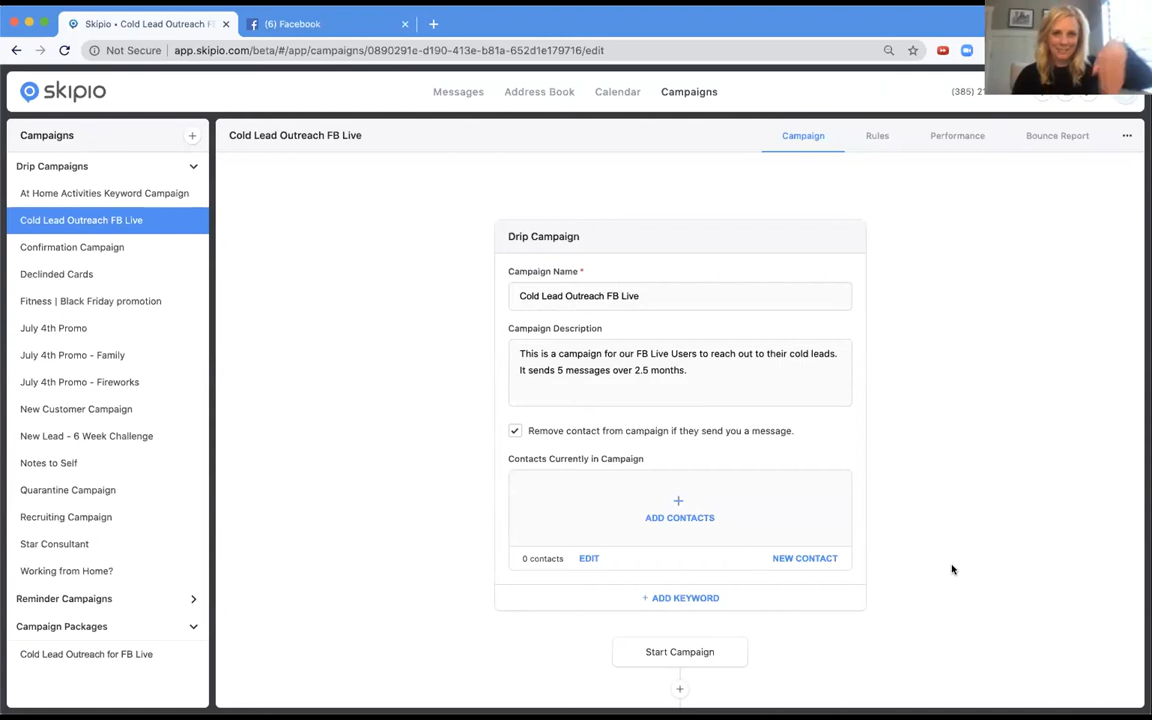 Skipio • Cold Lead Outreach F
(6) Facebook
Not Secure
app.skipio.com/beta/#/app/campaigns/0890291e-d190-413e-b81a-652d1e179716/edit
skipio
Messages
Address Book
Calendar
Campaigns
(385) 2
Campaigns
Cold Lead Outreach FB Live
Campaign
Rules
Performance
Bounce Report
Drip Campaigns
At Home Activities Keyword Campaign
Cold Lead Outreach FB Live
Confirmation Campaign
Declinded Cards
Fitness | Black Friday promotion
July 4th Promo
July 4th Promo - Family
July 4th Promo - Fireworks
New Customer Campaign
New Lead - 6 Week Challenge
Notes to Self
Quarantine Campaign
Recruiting Campaign
Star Consultant
Working from Home?
Reminder Campaigns
Campaign Packages
Cold Lead Outreach for FB Live
Drip Campaign
Campaign Name *
Cold Lead Outreach FB Live
Campaign Description
This is a campaign for our FB Live Users to reach out to their cold leads.
It sends 5 messages over 2.5 months.
Remove contact from campaign if they send you a message.
Contacts Currently in Campaign
ADD CONTACTS
0 contacts
EDIT
NEW CONTACT
+ ADD KEYWORD
Start Campaign